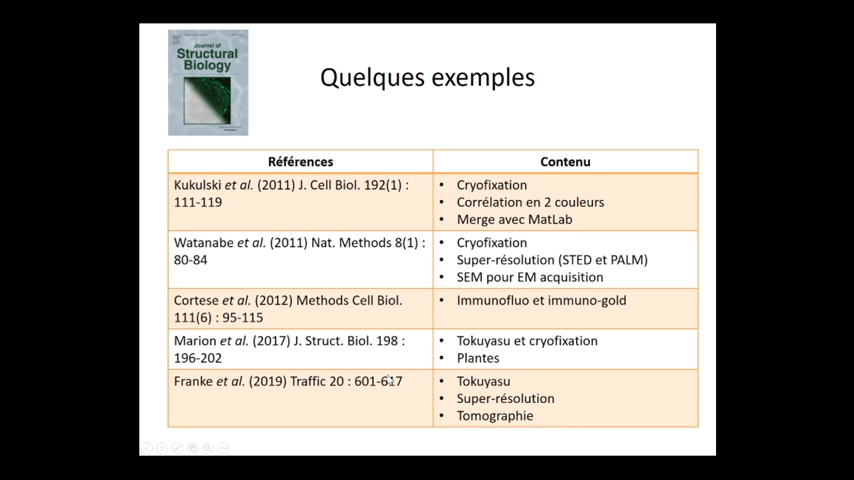 Journal of
Structural
Biology
Quelques exemples
Références
Contenu
Kukulski et al. (2011) J. Cell Biol. 192(1) :
111-119
• Cryofixation
• Corrélation en 2 couleurs
• Merge avec MatLab
Watanabe et al. (2011) Nat. Methods 8(1) :
80-84
• Cryofixation
• Super-résolution (STED et PALM)
• SEM pour EM acquisition
Cortese et al. (2012) Methods Cell Biol.
111(6) : 95-115
• Immunofluo et immuno-gold
Marion et al. (2017) J. Struct. Biol. 198 :
196-202
• Tokuyasu et cryofixation
• Plantes
Franke et al. (2019) Traffic 20 : 601-617
• Tokuyasu
• Super-résolution
• Tomographie